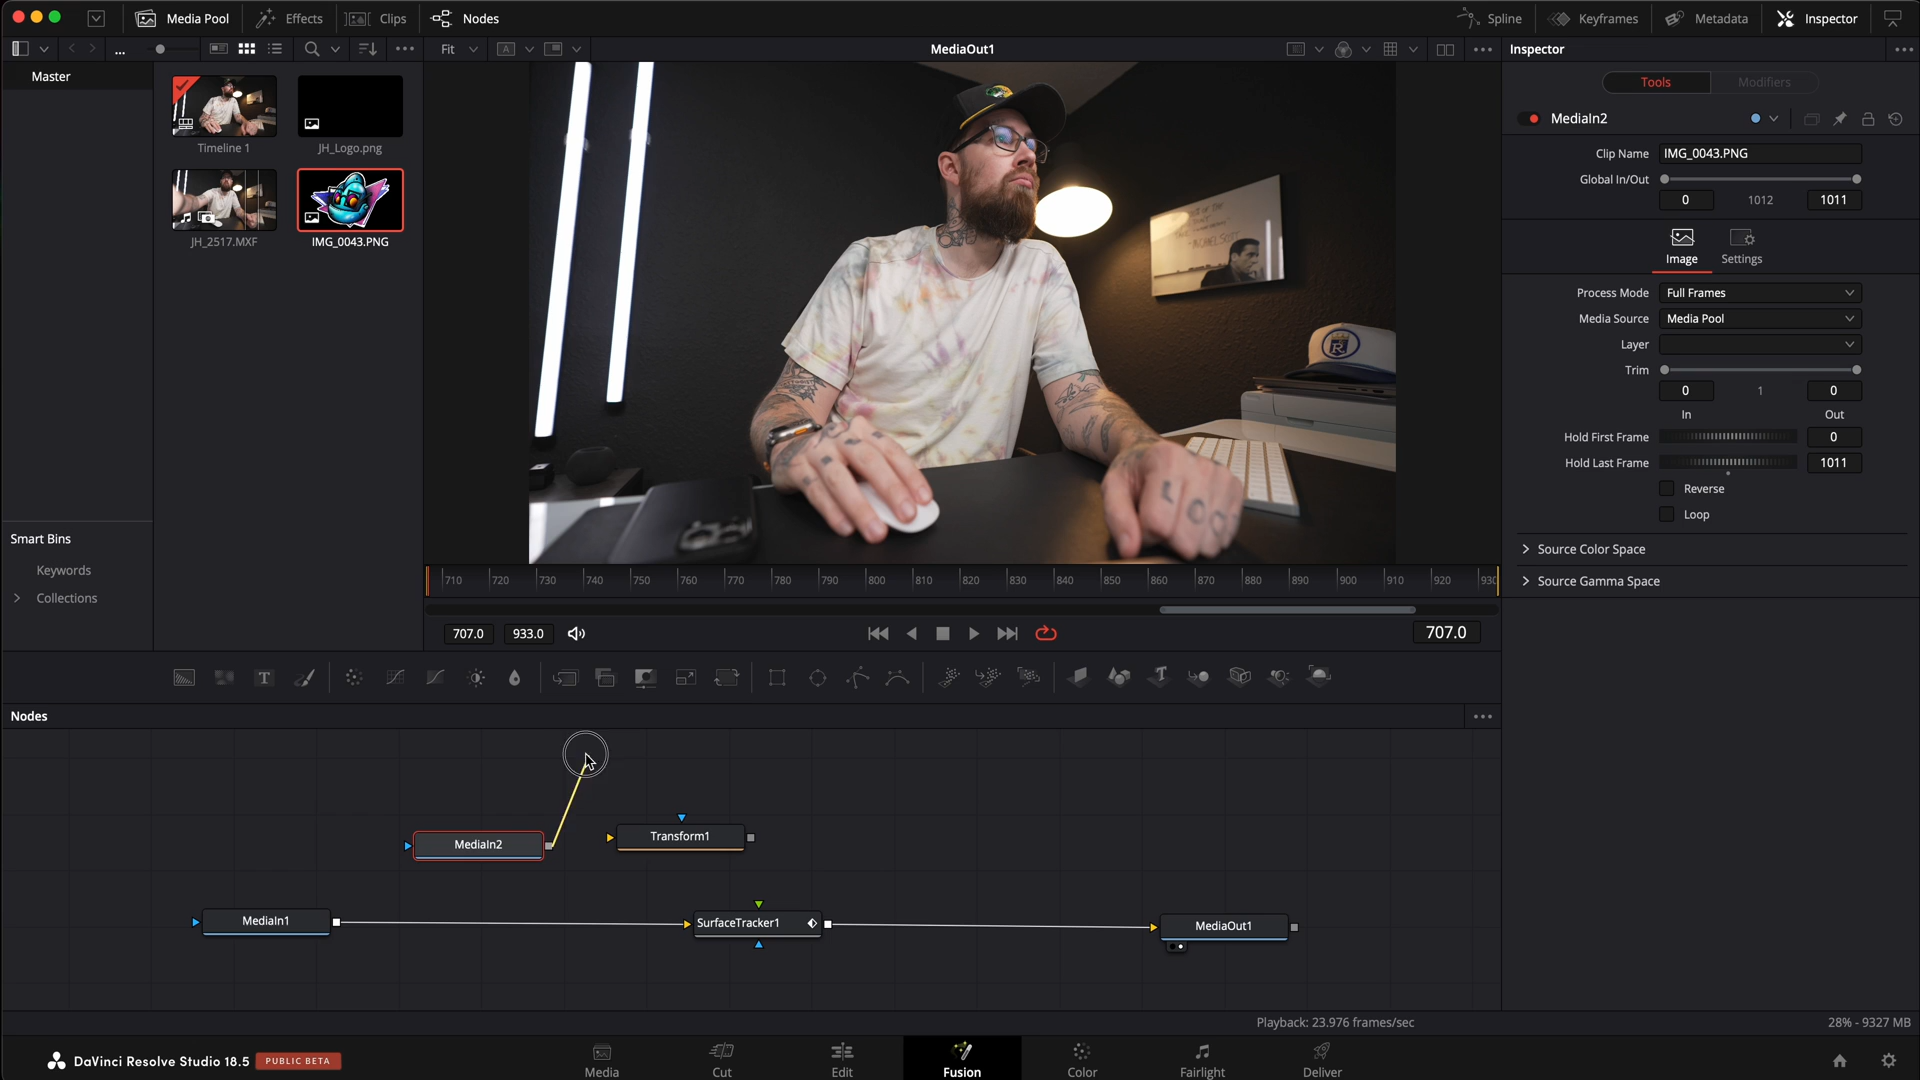 Media Pool
Effects
Clips
Nodes
Spline
Keyframes
Metadata
Inspector
...
Fit
A
MediaOut1
Inspector
Master
Timeline 1
JH_Logo.png
JH_2517.MXF
IMG_0043.PNG
Smart Bins
Keywords
Collections
Tools
Modifiers
MediaIn2
Clip Name IMG_0043.PNG
Global In/Out
0 1012 1011
Image
Settings
Process Mode Full Frames
Media Source Media Pool
Layer
Trim
0 1 0
In Out
Hold First Frame 0
Hold Last Frame 1011
Reverse
Loop
Source Color Space
Source Gamma Space
710 720 730 740 750 760 770 780 790 800 810 820 830 840 850 860 870 880 890 900 910 920 930
707.0 933.0
707.0
T
Nodes
MediaIn2
Transform1
MediaIn1
SurfaceTracker1
MediaOut1
Playback: 23.976 frames/sec
28% - 9327 MB
DaVinci Resolve Studio 18.5
PUBLIC BETA
Media
Cut
Edit
Fusion
Color
Fairlight
Deliver